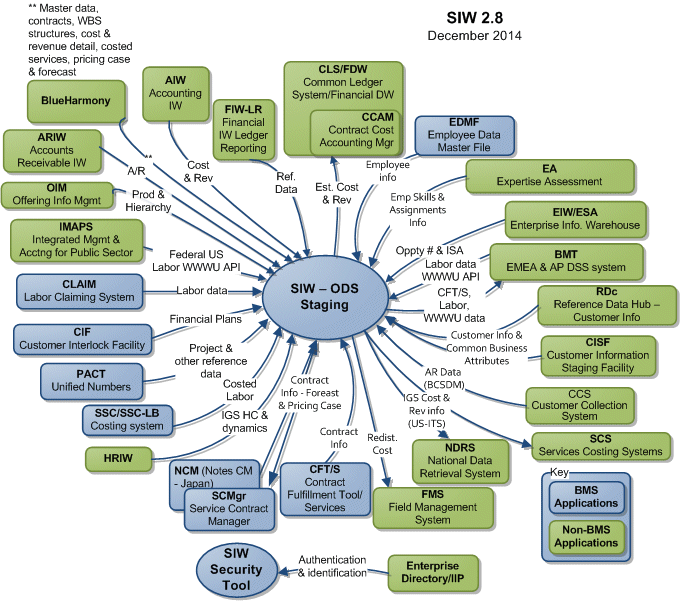 SIW 2.8
December 2014
** Master data,
contracts, WBS
structures, cost &
revenue detail, costed
services, pricing case
& forecast
BlueHarmony
AIW
Accounting
IW
FIW-LR
Financial
IW Ledger
Reporting
CLS/FDW
Common Ledger
System/Financial DW
CCAM
Contract Cost
Accounting Mgr
EDMF
Employee Data
Master File
ARIW
Accounts
Receivable IW
OIM
Offering Info Mgmt
IMAPS
Integrated Mgmt &
Acctng for Public Sector
CLAIM
Labor Claiming System
CIF
Customer Interlock Facility
PACT
Unified Numbers
SSC/SSC-LB
Costing system
HRIW
NCM (Notes CM
- Japan)
SCMgr
Service Contract
Manager
CFT/S
Contract
Fulfillment Tool/
Services
FMS
Field Management
System
NDRS
National Data
Retrieval System
SCS
Services Costing Systems
CCS
Customer Collection
System
CISF
Customer Information
Staging Facility
RDc
Reference Data Hub –
Customer Info
BMT
EMEA & AP DSS system
EIW/ESA
Enterprise Info. Warehouse
EA
Expertise Assessment
SIW – ODS
Staging
**
A/R
Cost
& Rev
Prod &
Hierarchy
Ref.
Data
Est. Cost
& Rev
Employee
info
Emp Skills &
Assignments
Info
Oppty # & ISA
Labor data
WWWU API
CFT/S,
Labor,
WWWU data
Customer Info &
Common Business
Attributes
AR Data
(BCSDM)
IGS Cost &
Rev info
(US-ITS)
Redist.
Cost
Contract
Info
Contract
Info - Foreast
& Pricing Case
IGS HC &
dynamics
Costed
Labor
Project &
other reference
data
Financial Plans
Labor data
Federal US
Labor WWWU API
Key
BMS
Applications
Non-BMS
Applications
SIW
Security
Tool
Authentication
& identification
Enterprise
Directory/IIP